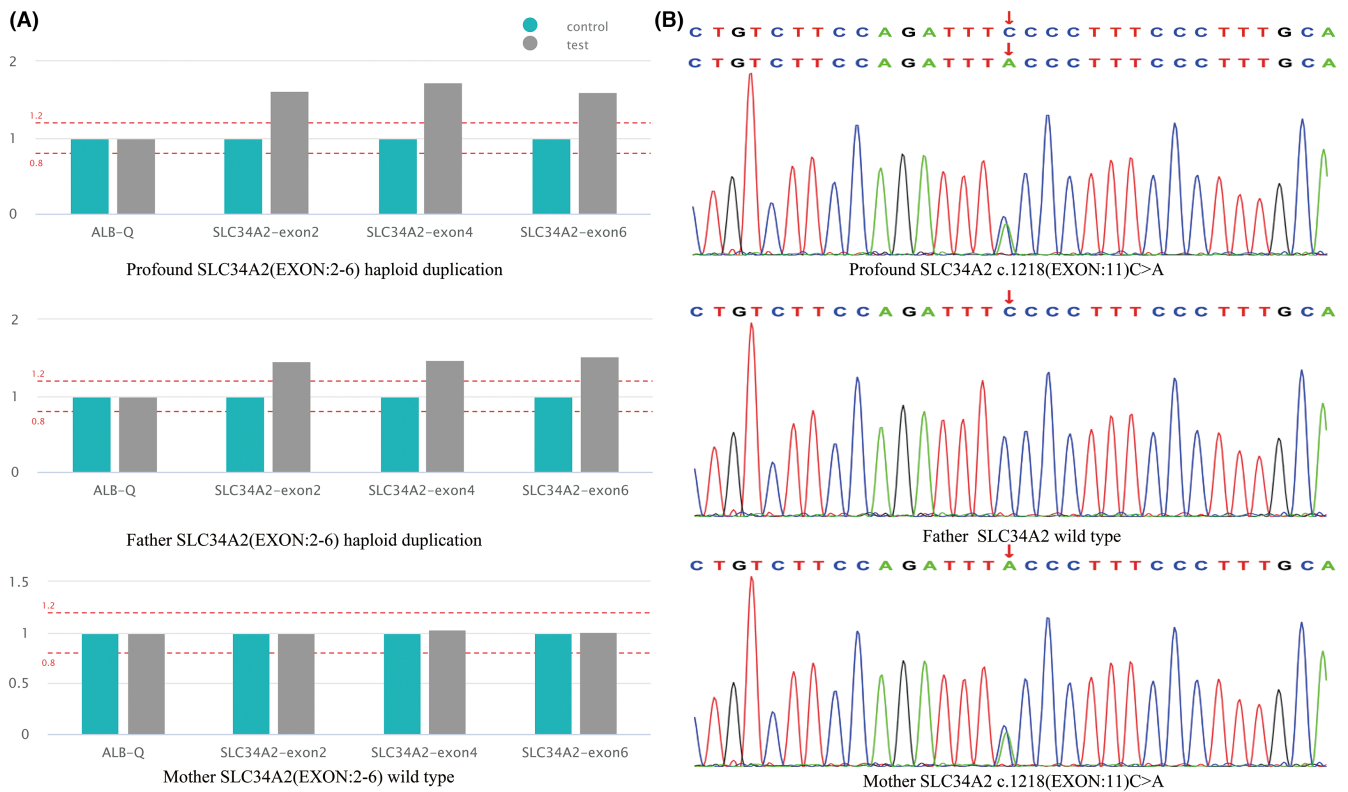 (A)
control
test
2
1.2
1
0.8
0
ALB-Q
SLC34A2-exon2
SLC34A2-exon4
SLC34A2-exon6
Profound SLC34A2(EXON:2-6) haploid duplication
2
1.2
1
0.8
0
ALB-Q
SLC34A2-exon2
SLC34A2-exon4
SLC34A2-exon6
Father SLC34A2(EXON:2-6) haploid duplication
1.5
1.2
1
0.8
0.5
0
ALB-Q
SLC34A2-exon2
SLC34A2-exon4
SLC34A2-exon6
Mother SLC34A2(EXON:2-6) wild type
(B)
C T G T C T T C C A G A T T T C C C C T T T C C C T T T G C A
C T G T C T T C C A G A T T T A C C C T T T C C C T T T G C A
Profound SLC34A2 c.1218(EXON:11)C>A
C T G T C T T C C A G A T T T C C C C T T T C C C T T T G C A
Father SLC34A2 wild type
C T G T C T T C C A G A T T T A C C C T T T C C C T T T G C A
Mother SLC34A2 c.1218(EXON:11)C>A